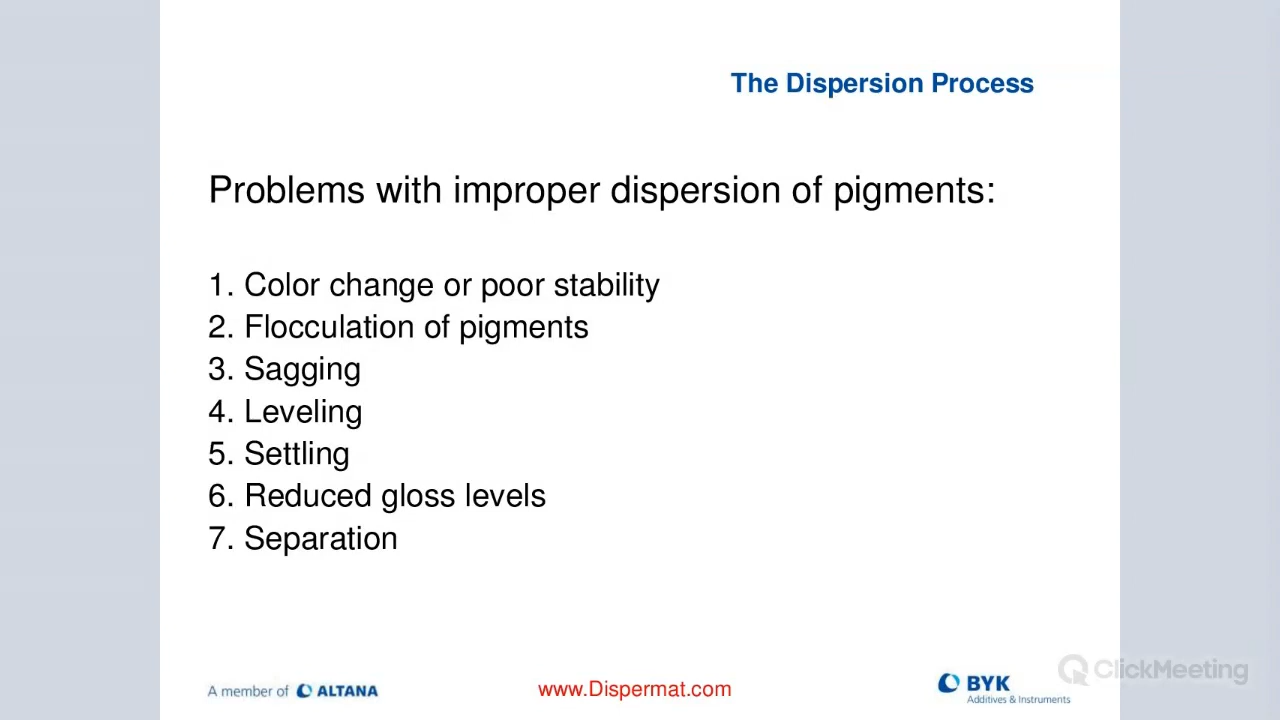 The Dispersion Process
Problems with improper dispersion of pigments:
1. Color change or poor stability
2. Flocculation of pigments
3. Sagging
4. Leveling
5. Settling
6. Reduced gloss levels
7. Separation
A member of ALTANA
www.Dispermat.com
BYK
Additives & Instruments
ClickMeeting